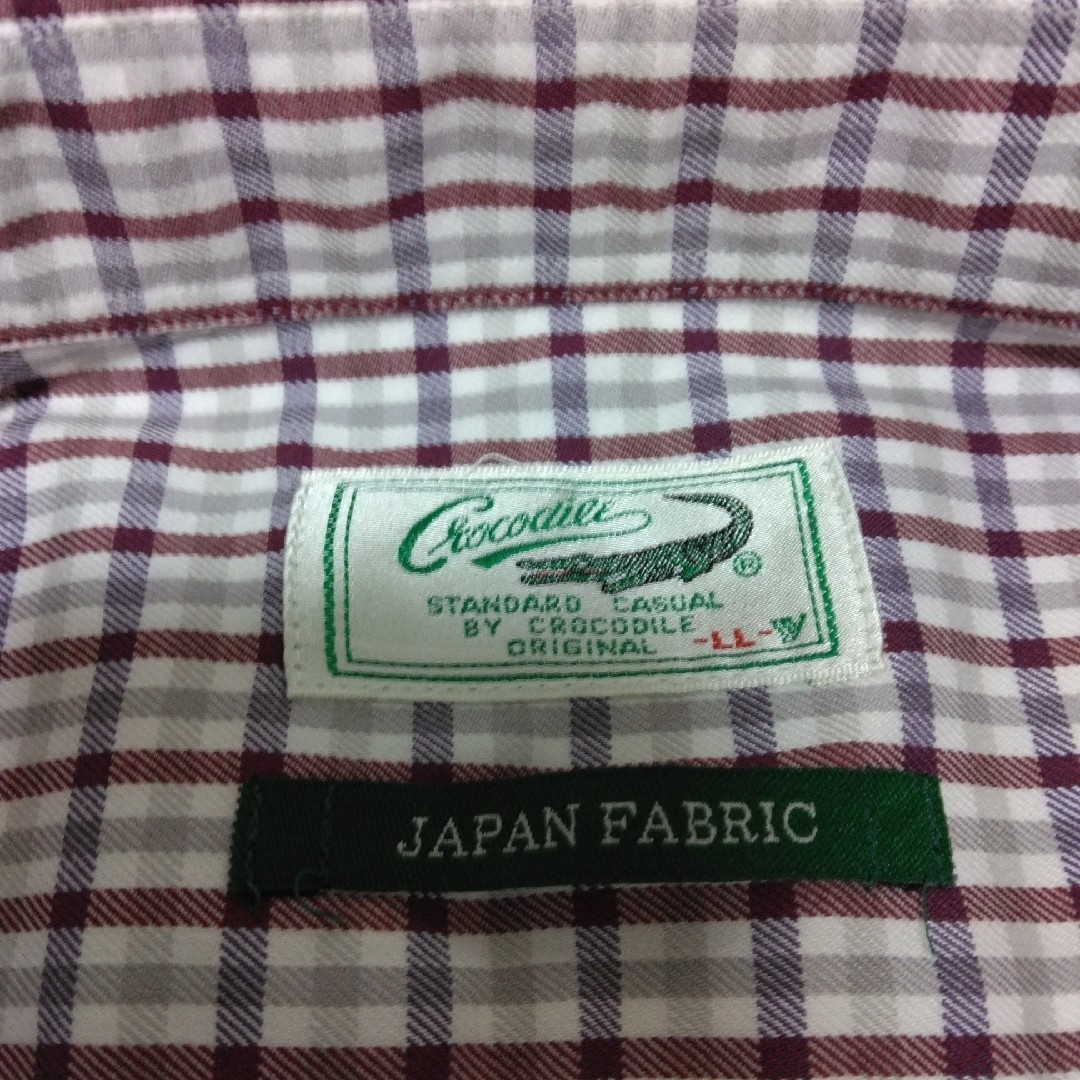 Crocodile
®
STANDARD CASUAL
BY CROCODILE
ORIGINAL -LL-W
JAPAN FABRIC